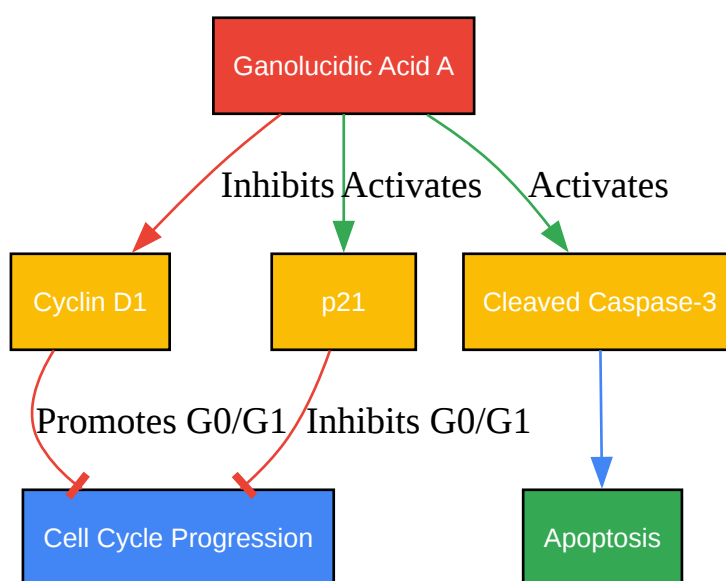 Ganolucidic Acid A
Inhibits
Activates
Activates
Cyclin D1
p21
Cleaved Caspase-3
Promotes G0/G1
Inhibits G0/G1
Cell Cycle Progression
Apoptosis